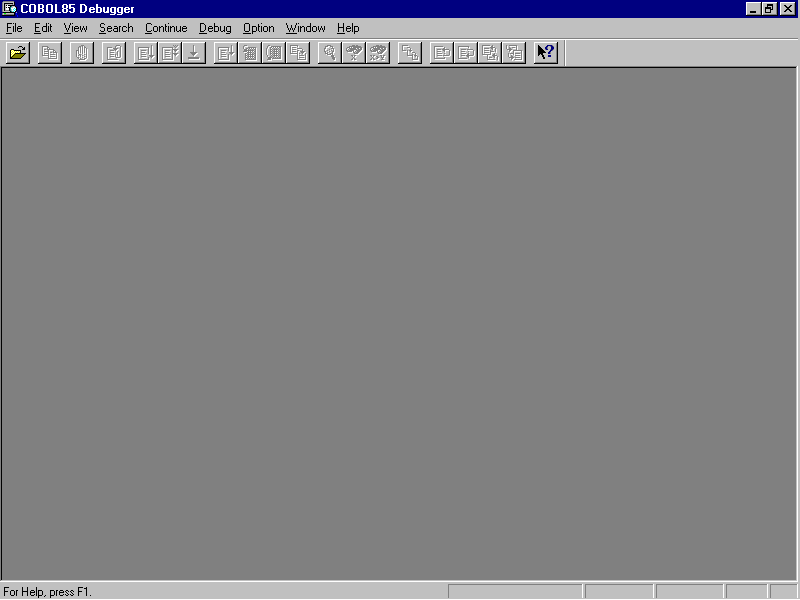 COBOL85 Debugger
File Edit View Search Continue Debug Option Window Help
For Help, press F1.